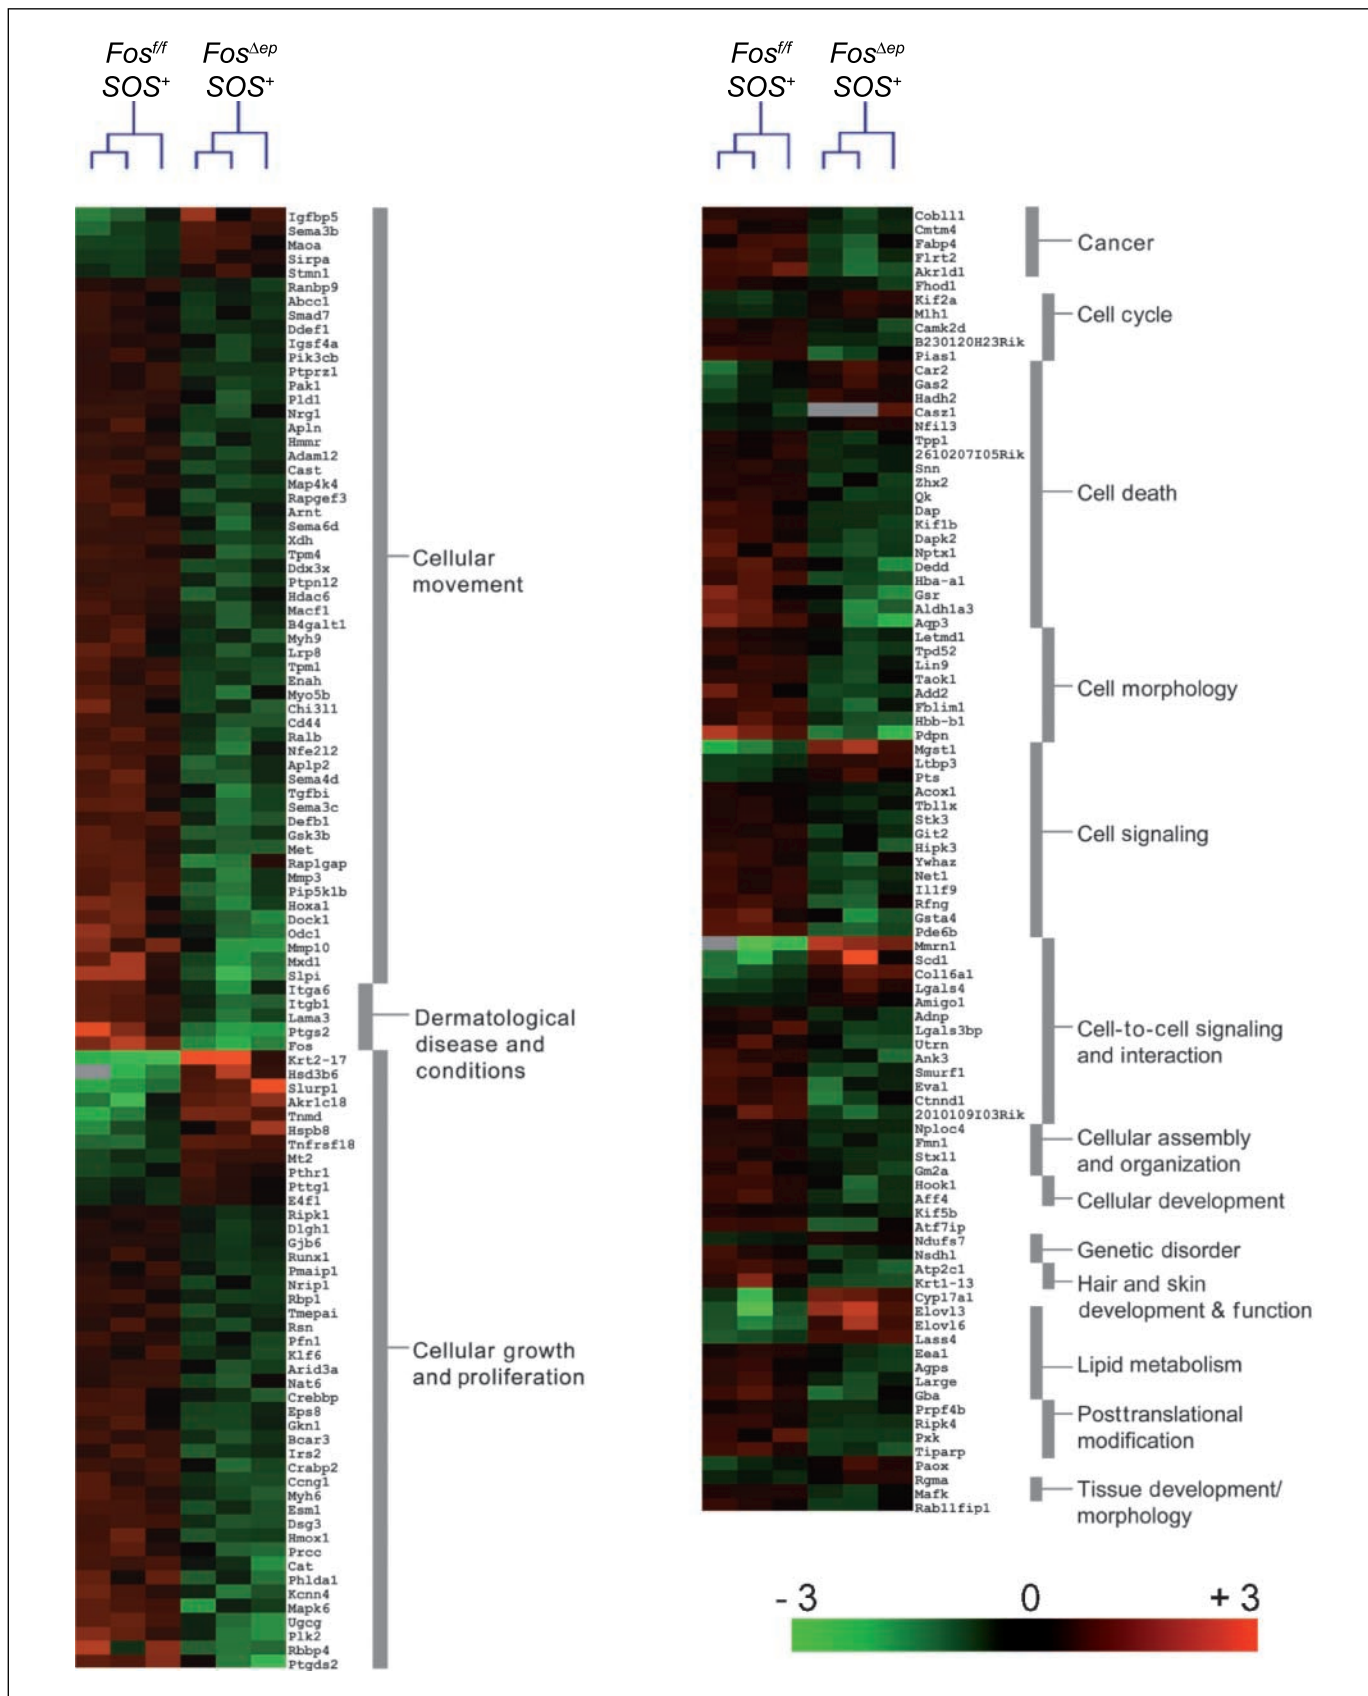 Fos^f/f Fos^Δep
SOS+ SOS+
Igfbp5
Sema3b
Maoa
Sirpa
Stmn1
Ranbp9
Abcc1
Smad7
Ddef1
Igsf4a
Pik3cb
Ptprz1
Pak1
Pld1
Nrg1
Apln
Hmmr
Adam12
Cast
Map4k4
Rapgef3
Arnt
Sema6d
Xdh
Tpm4
Ddx3x
Ptpn12
Hdac6
Macf1
B4galt1
Myh9
Lrp8
Tpm1
Enah
Myo5b
Chi3l1
Cd44
Ralb
Nfe2l2
Aplp2
Sema4d
Tgfbi
Sema3c
Defb1
Gsk3b
Met
Rap1gap
Mmp3
Pip5k1b
Hoxa1
Dock1
Odc1
Mmp10
Mxd1
Slpi
Itga6
Itgb1
Lama3
Ptgs2
Fos
Krt2-17
Hsd3b6
Slurp1
Akr1c18
Tnmd
Hspb8
Tnfrsf18
Mt2
Pthr1
Pttg1
E4f1
Ripk1
Dlgh1
Gjb6
Runx1
Pmaip1
Nrip1
Rbp1
Tmepai
Rsn
Pfn1
Klf6
Arid3a
Nat6
Crebbp
Eps8
Gkn1
Bcar3
Irs2
Crabp2
Ccng1
Myh6
Esm1
Dsg3
Hmox1
Prcc
Cat
Phlda1
Kcnn4
Mapk6
Ugcg
Plk2
Rbbp4
Ptgds2
Cellular
movement
Dermatological
disease and
conditions
Cellular growth
and proliferation
Fos^f/f Fos^Δep
SOS+ SOS+
Cobll1
Cmtm4
Fabp4
Flrt2
Akr1d1
Fhod1
Kif2a
Mlh1
Camk2d
B230120H23Rik
Pias1
Car2
Gas2
Hadh2
Casz1
Nfil3
Tpp1
2610207I05Rik
Snn
Zhx2
Qk
Dap
Kif1b
Dapk2
Nptx1
Dedd
Hba-a1
Gsr
Aldh1a3
Aqp3
Letmd1
Tpd52
Lin9
Taok1
Add2
Fblim1
Hbb-b1
Pdpn
Mgst1
Ltbp3
Pts
Acox1
Tbl1x
Stk3
Git2
Hipk3
Ywhaz
Net1
Il1f9
Rfng
Gsta4
Pde6b
Mmrn1
Scd1
Col16a1
Lgals4
Amigo1
Adnp
Lgals3bp
Utrn
Ank3
Smurf1
Eva1
Ctnnd1
2010109I03Rik
Nploc4
Fmn1
Stx11
Gm2a
Hook1
Aff4
Kif5b
Atf7ip
Ndufs7
Nsdhl
Atp2c1
Krt1-13
Cyp17a1
Elovl3
Elovl6
Lass4
Eea1
Agps
Large
Gba
Prpf4b
Ripk4
Pxk
Tiparp
Paox
Rgma
Mafk
Rab11fip1
Cancer
Cell cycle
Cell death
Cell morphology
Cell signaling
Cell-to-cell signaling
and interaction
Cellular assembly
and organization
Cellular development
Genetic disorder
Hair and skin
development & function
Lipid metabolism
Posttranslational
modification
Tissue development/
morphology
- 3 0 + 3